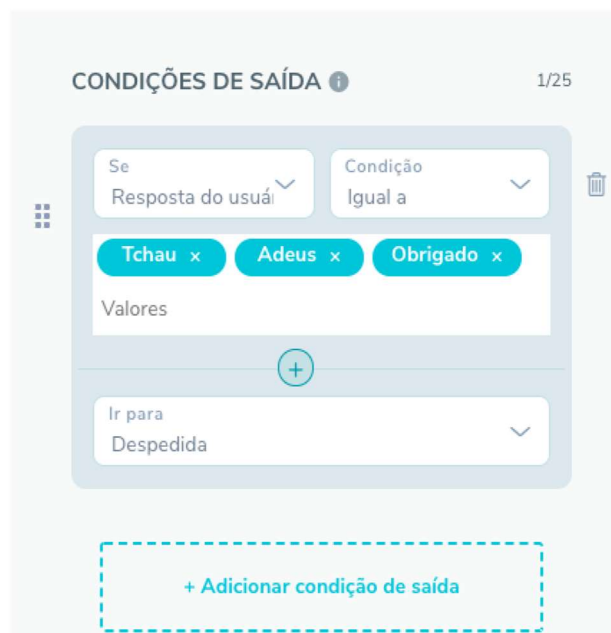 CONDIÇÕES DE SAÍDA 1/25
Se
Resposta do usuá
Condição
Igual a
Tchau x Adeus x Obrigado x
Valores
+
Ir para
Despedida
+ Adicionar condição de saída